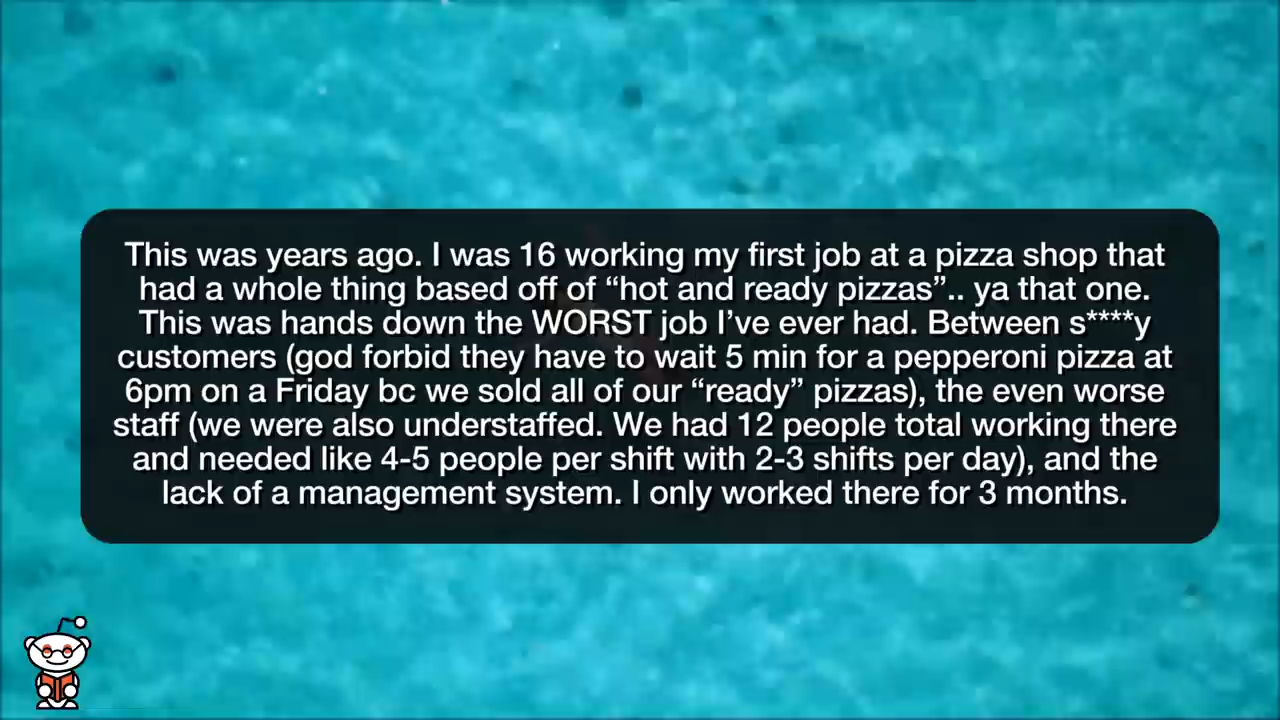 This was years ago. I was 16 working my first job at a pizza shop that
had a whole thing based off of “hot and ready pizzas”.. ya that one.
This was hands down the WORST job I’ve ever had. Between s****y
customers (god forbid they have to wait 5 min for a pepperoni pizza at
6pm on a Friday bc we sold all of our “ready” pizzas), the even worse
staff (we were also understaffed. We had 12 people total working there
and needed like 4-5 people per shift with 2-3 shifts per day), and the
lack of a management system. I only worked there for 3 months.